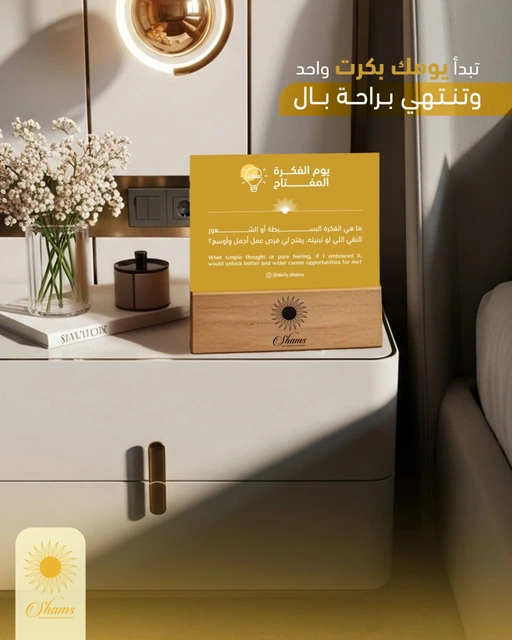 تبدأ يومك بكرت واحد
وتنتهي براحة بال
يوم الفكرة
المفتاح
ما هي الفكرة البسيطة أو الشعور
النقي اللي لو تبنيته، يفتح لي فرص عمل أجمل وأوسع؟
What simple thought or pure feeling, if I embraced it,
would unlock better and wider career opportunities for me?
@daily.shams
Shams
Shams